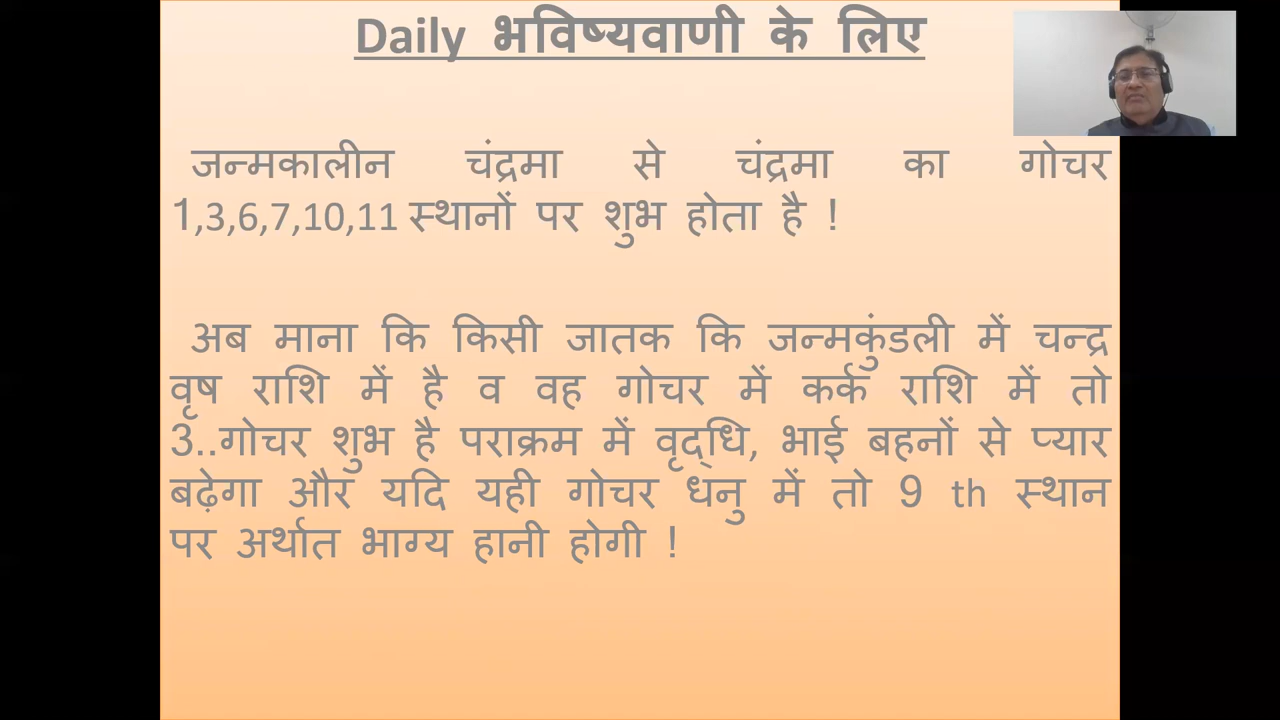 Daily भविष्यवाणी के लिए
जन्मकालीन चंद्रमा से चंद्रमा का गोचर
1,3,6,7,10,11 स्थानों पर शुभ होता है !
अब माना कि किसी जातक कि जन्मकुंडली में चन्द्र
वृष राशि में है व वह गोचर में कर्क राशि में तो
3..गोचर शुभ है पराक्रम में वृद्धि, भाई बहनों से प्यार
बढ़ेगा और यदि यही गोचर धनु में तो 9 th स्थान
पर अर्थात भाग्य हानी होगी !